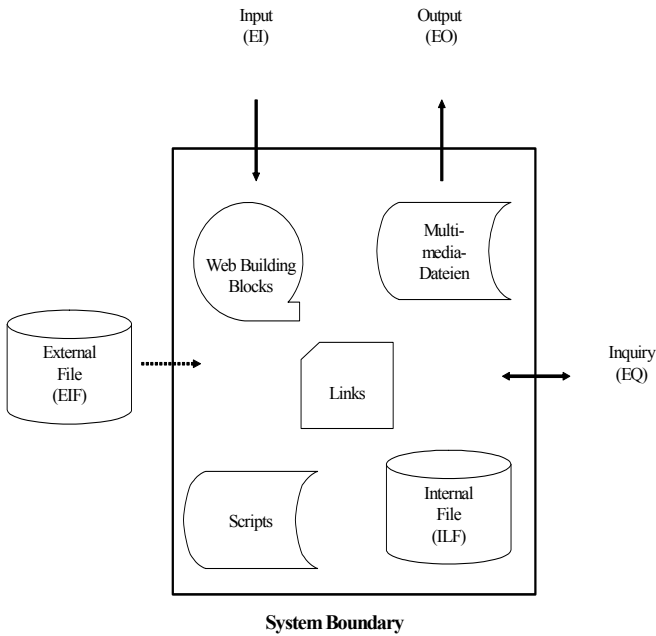 Input
(EI)
Output
(EO)
Web Building
Blocks
Multi-
media-
Dateien
External
File
(EIF)
Links
Inquiry
(EQ)
Scripts
Internal
File
(ILF)
System Boundary